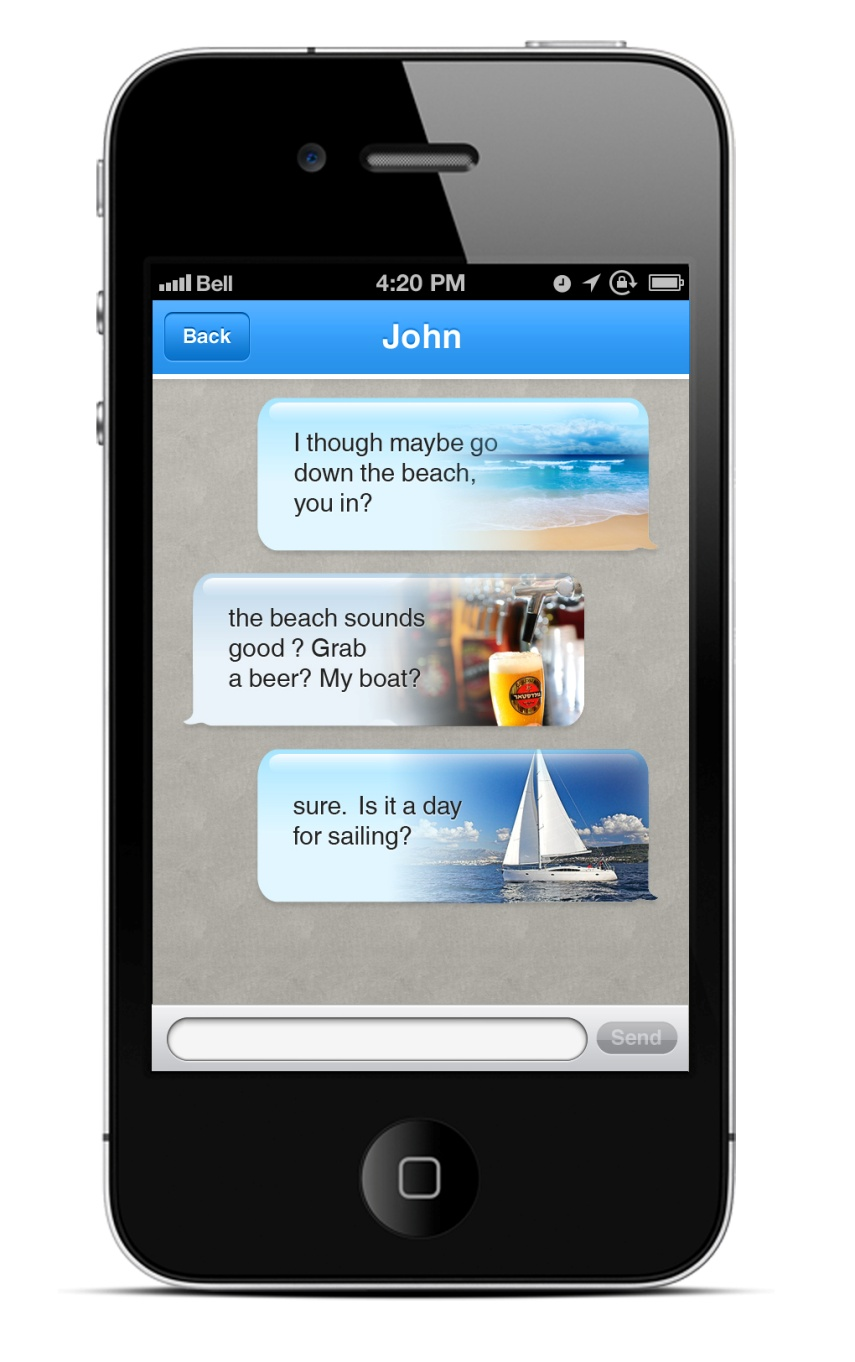 Bell 4:20 PM
Back John
I though maybe go
down the beach,
you in?
the beach sounds
good ? Grab
a beer? My boat?
sure. Is it a day
for sailing?
Send